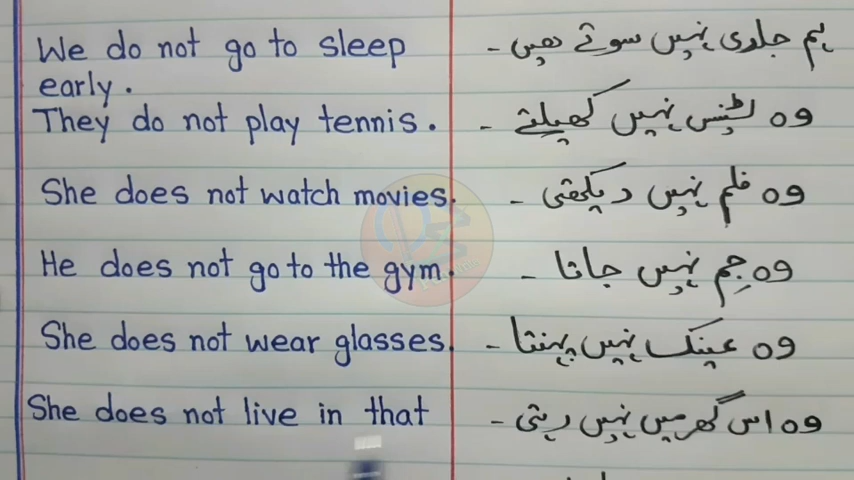 We do not go to sleep
early.
ہم جلدی نہیں سوتے ہیں۔
They do not play tennis.
وہ ٹینس نہیں کھیلتے۔
She does not watch movies.
وہ فلم نہیں دیکھتی۔
He does not go to the gym.
وہ جِم نہیں جاتا۔
She does not wear glasses.
وہ عینک نہیں پہنتا۔
She does not live in that
وہ اس گھر میں نہیں رہتی۔